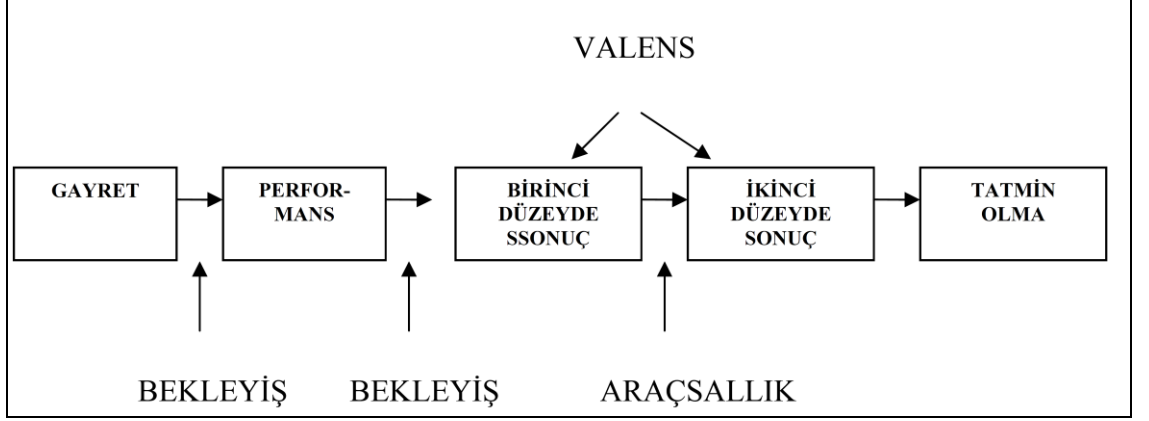 VALENS
GAYRET
PERFOR-
MANS
BİRİNCİ
DÜZEYDE
SSONUÇ
İKİNCİ
DÜZEYDE
SONUÇ
TATMİN
OLMA
BEKLEYİŞ
BEKLEYİŞ
ARAÇSALLIK